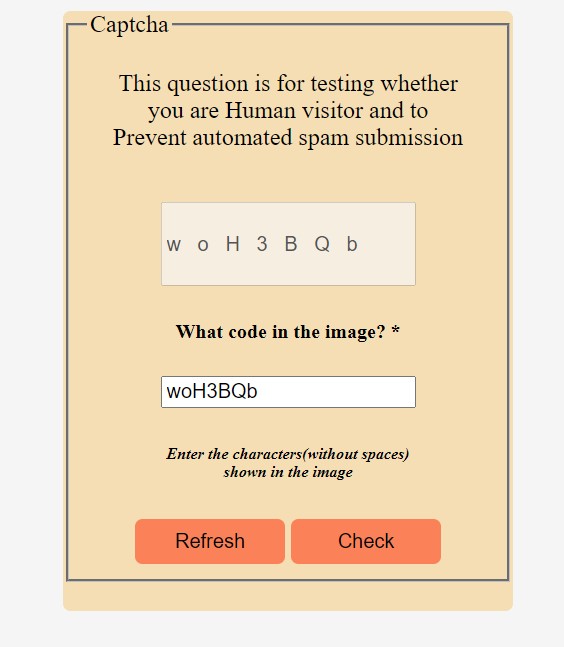 Captcha
This question is for testing whether
you are Human visitor and to
Prevent automated spam submission
w o H 3 B Q b
What code in the image? *
woH3BQb
Enter the characters(without spaces)
shown in the image
Refresh Check